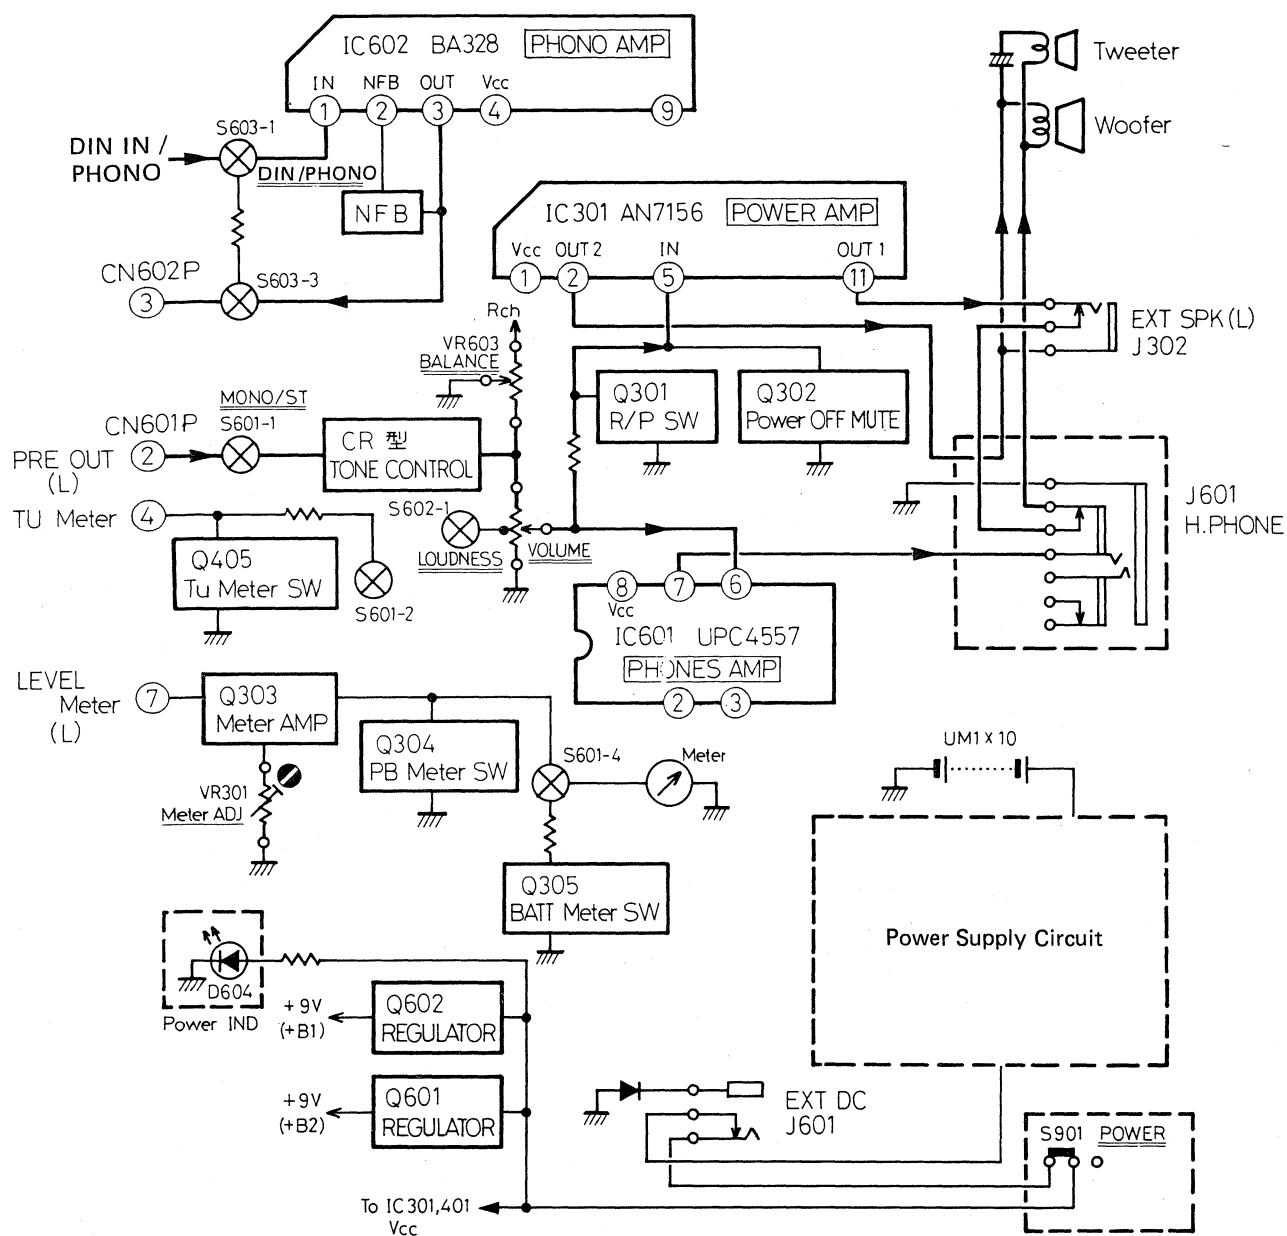 IC602 BA328 PHONO AMP
IN NFB OUT Vcc
1 2 3 4 9
S603-1
DIN IN /
PHONO
DIN/PHONO
NFB
CN602P
3
S603-3
Tweeter
Woofer
IC301 AN7156 POWER AMP
Vcc OUT 2 IN OUT 1
1 2 5 11
EXT SPK(L)
J302
Rch
VR603
BALANCE
Q301
R/P SW
Q302
Power OFF MUTE
MONO/ST
CN601P S601-1
PRE OUT 2
(L)
CR 型
TONE CONTROL
TU Meter 4
Q405
Tu Meter SW
S601-2
S602-1
LOUDNESS
VOLUME
J601
H.PHONE
8 7 6
Vcc
IC601 UPC4557
PHONES AMP
2 3
LEVEL
Meter 7
(L)
Q303
Meter AMP
Q304
PB Meter SW
S601-4
Meter
VR301
Meter ADJ
Q305
BATT Meter SW
UM1 x 10
Power Supply Circuit
D604
Power IND
+9V
(+B1)
Q602
REGULATOR
+9V
(+B2)
Q601
REGULATOR
EXT DC
J601
S901 POWER
To IC301,401
Vcc